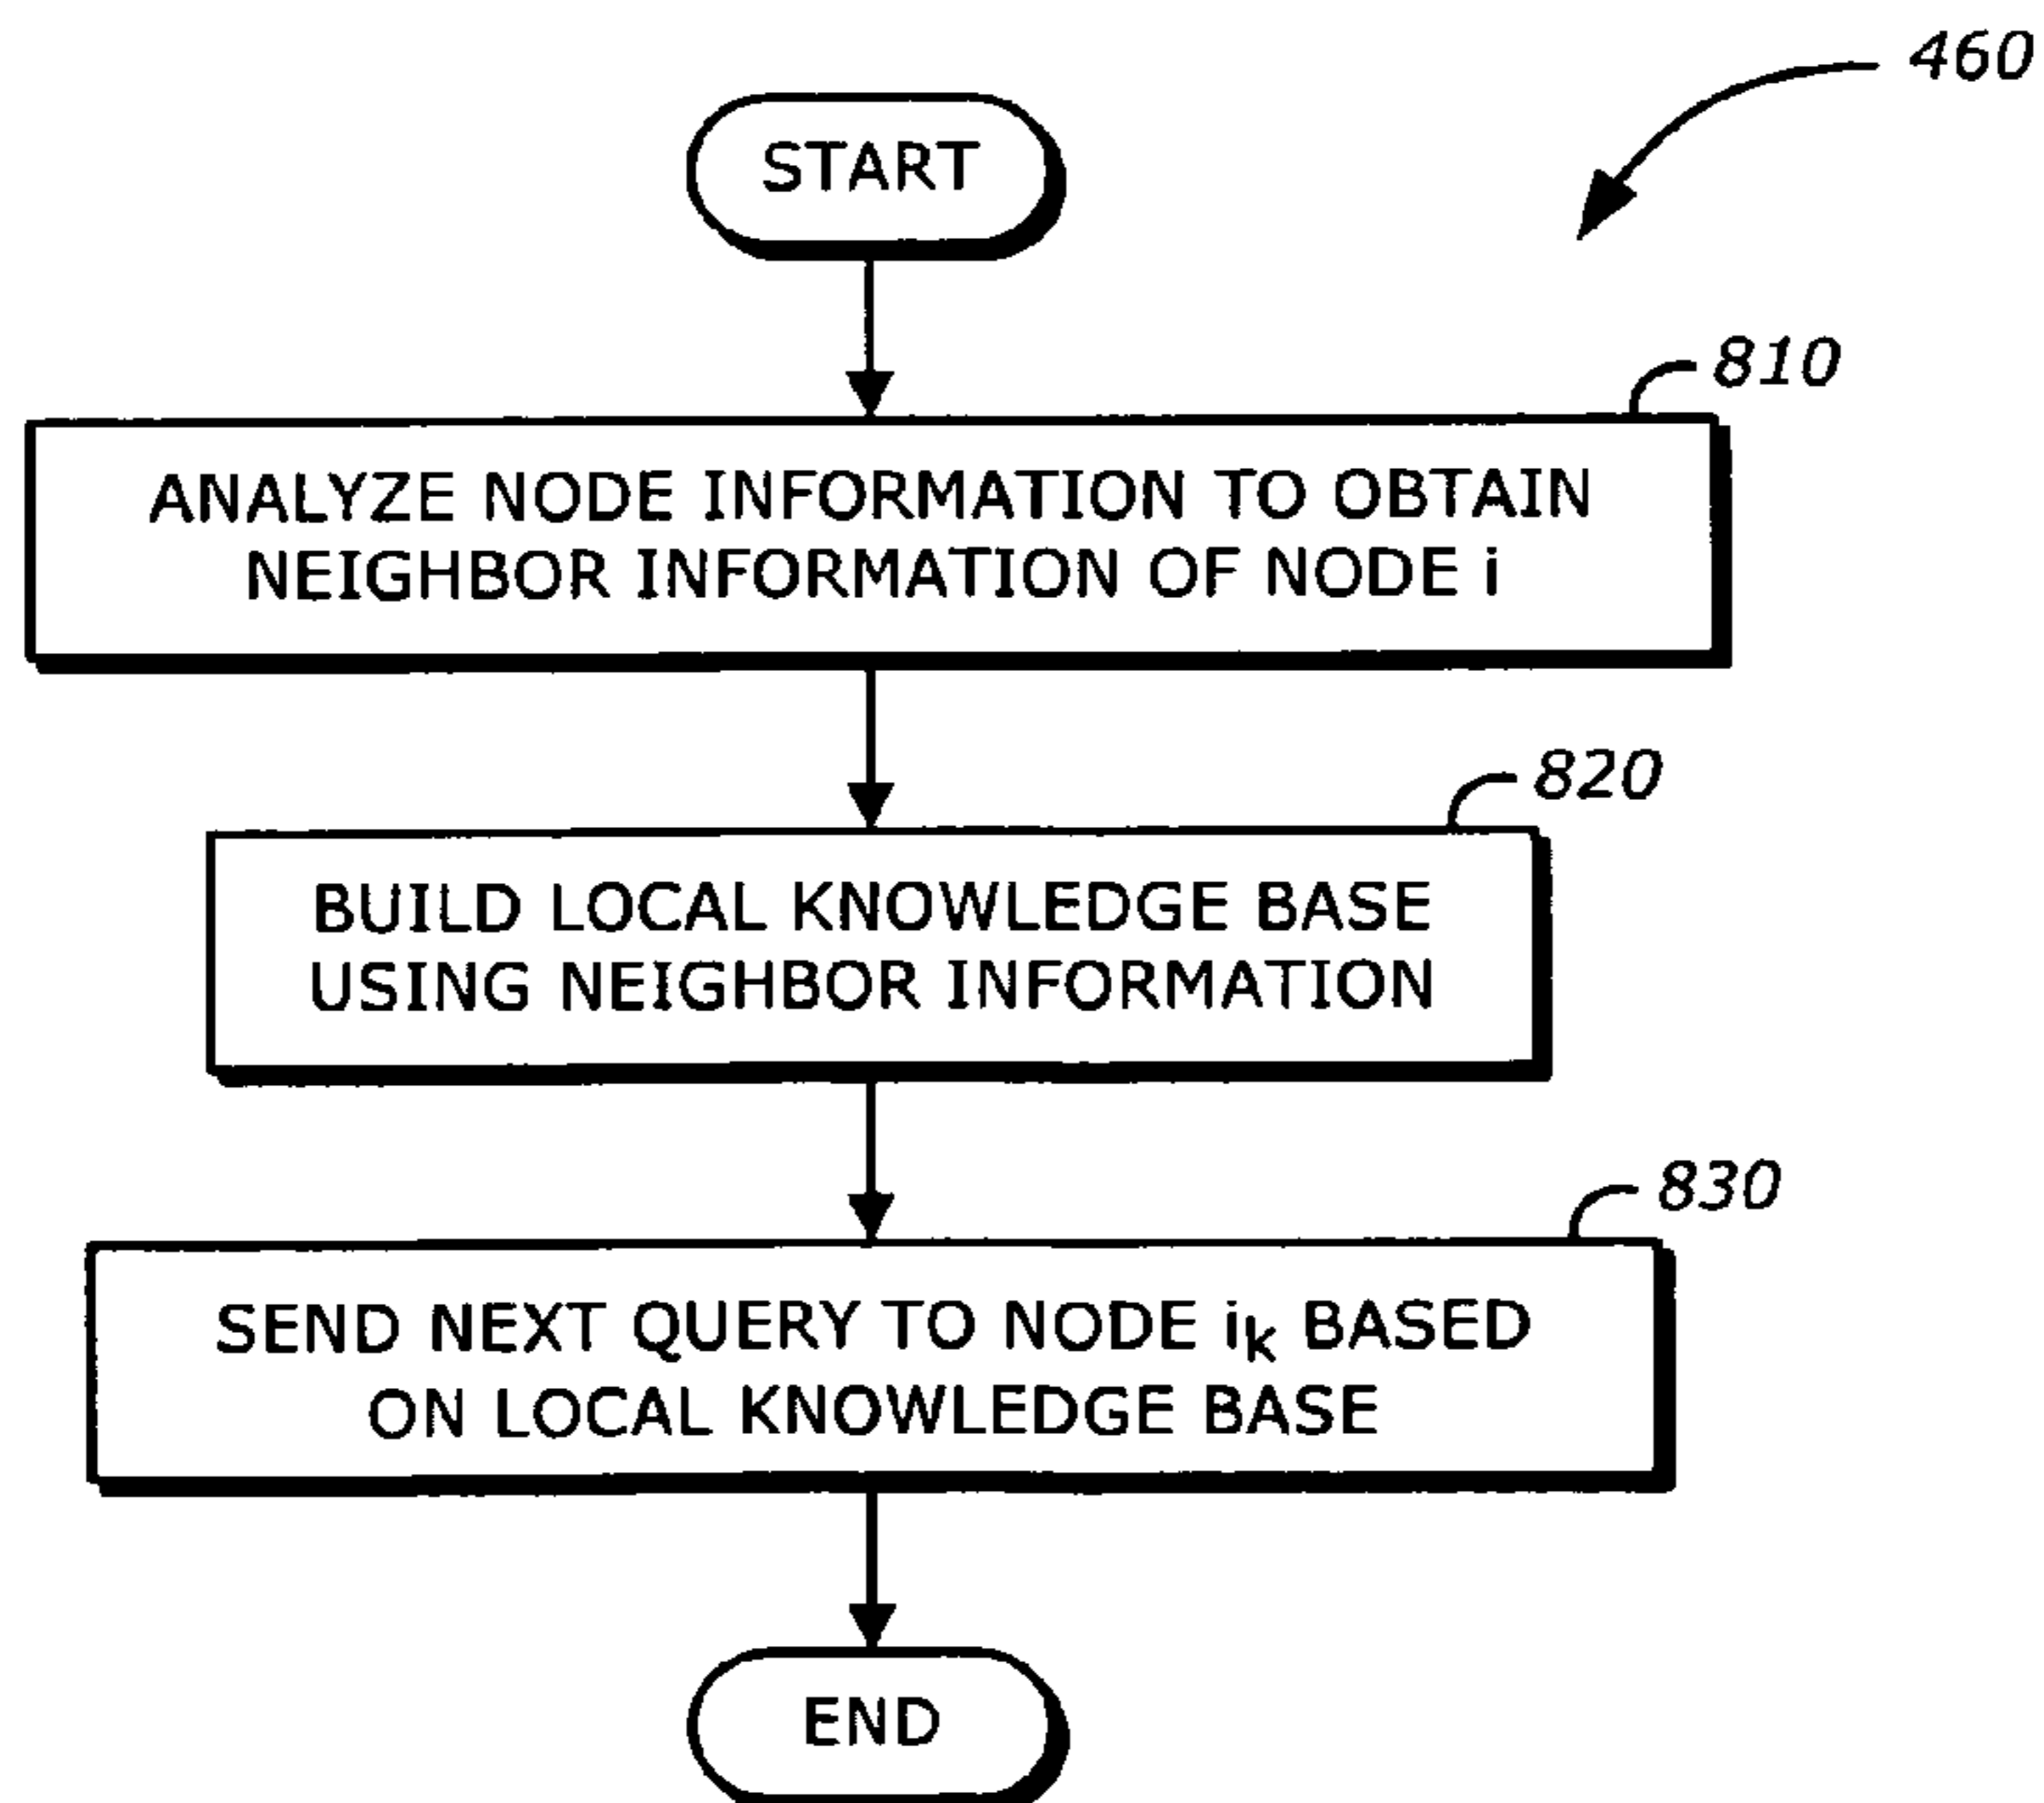 460
START
810
ANALYZE NODE INFORMATION TO OBTAIN
NEIGHBOR INFORMATION OF NODE i
820
BUILD LOCAL KNOWLEDGE BASE
USING NEIGHBOR INFORMATION
830
SEND NEXT QUERY TO NODE iₖ BASED
ON LOCAL KNOWLEDGE BASE
END